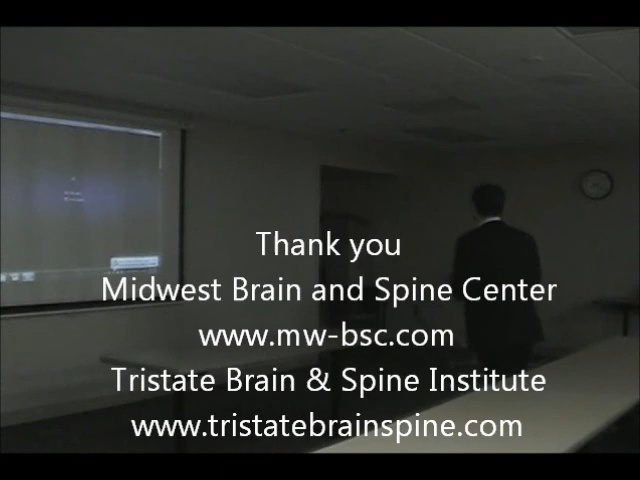 Thank you
Midwest Brain and Spine Center
www.mw-bsc.com
Tristate Brain & Spine Institute
www.tristatebrainspine.com